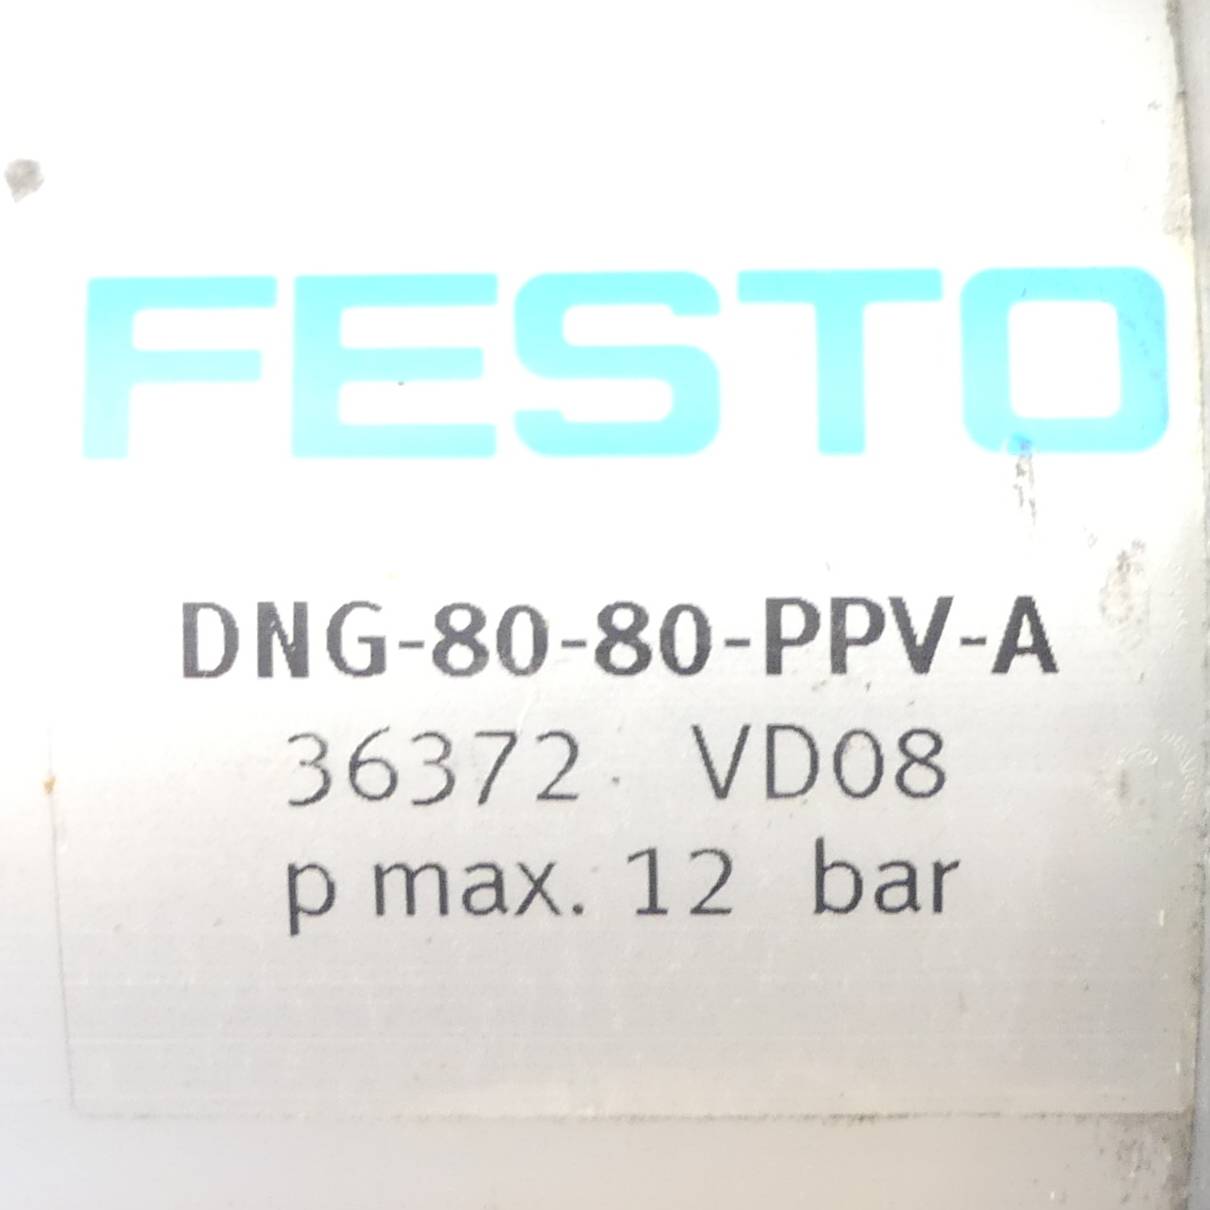 FESTO
DNG-80-80-PPV-A
36372 VD08
p max. 12 bar